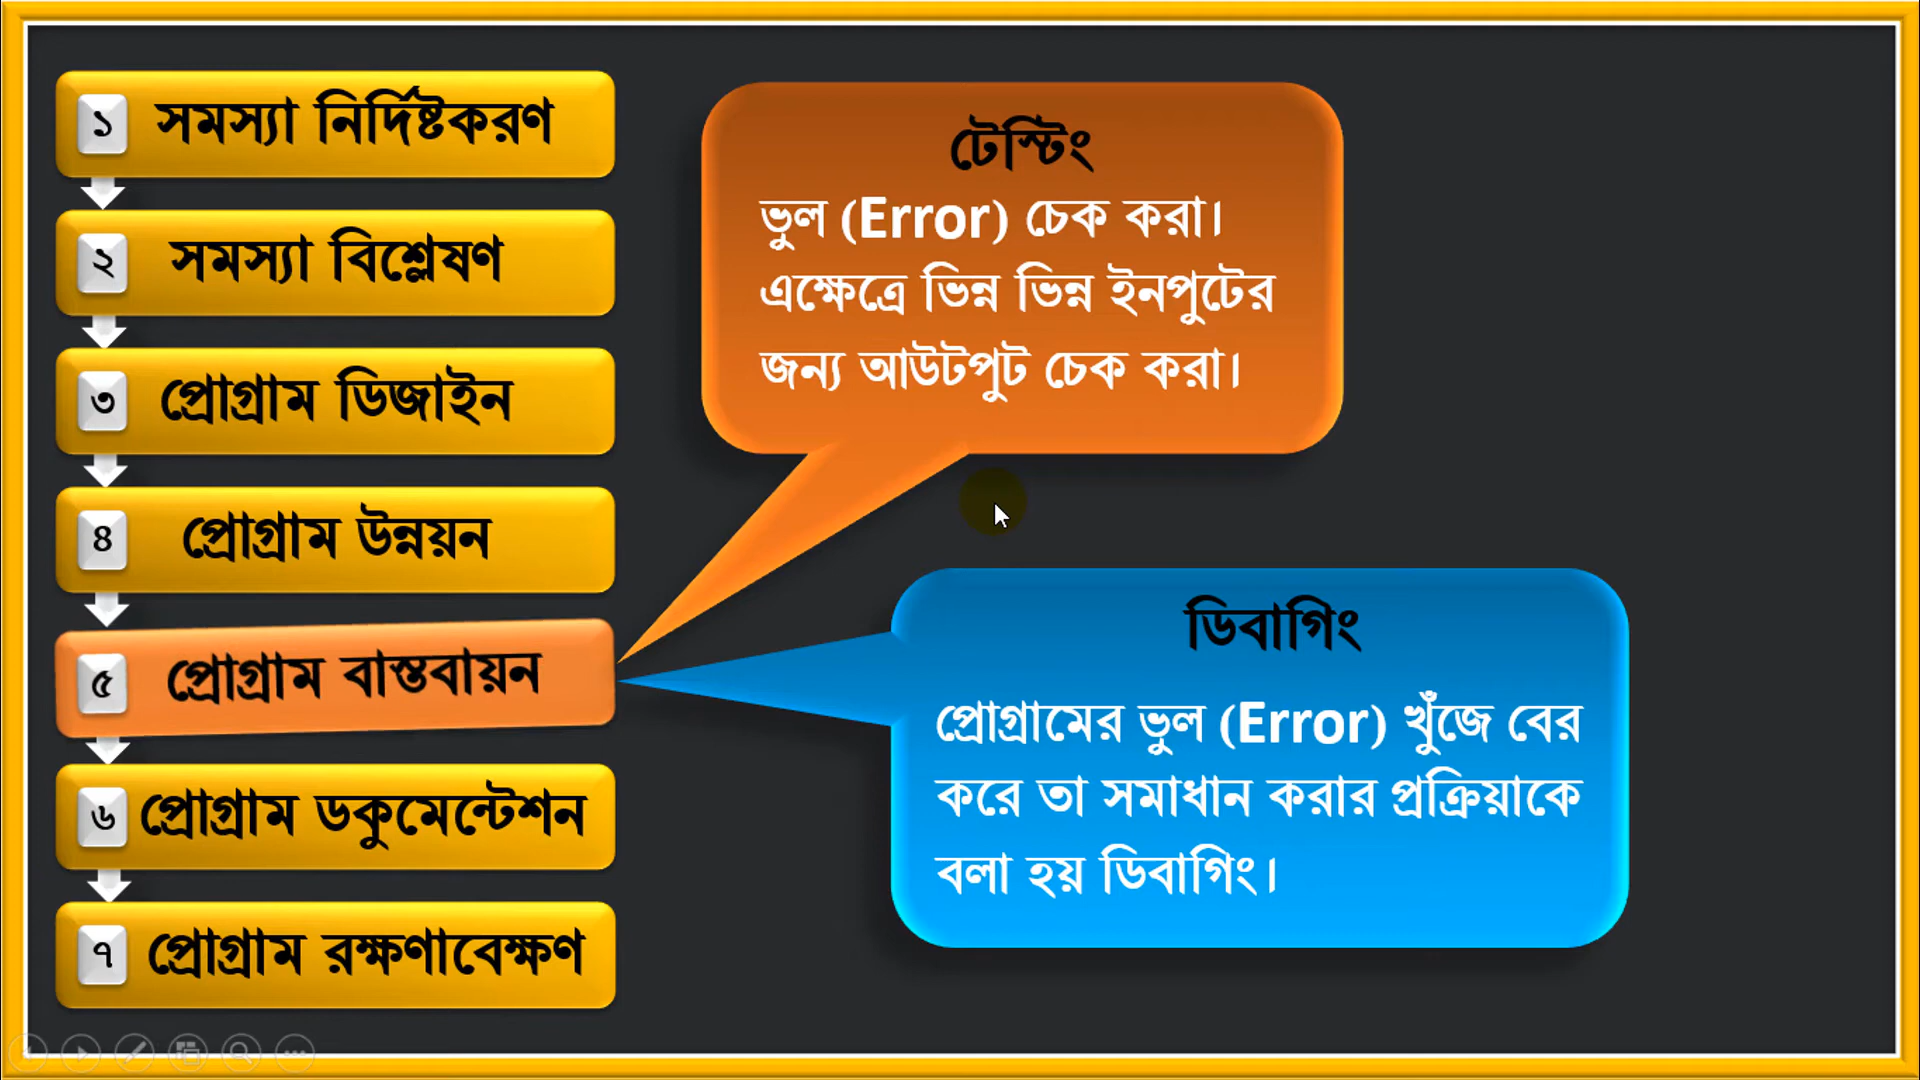 ১ সমস্যা নির্দিষ্টকরণ
২ সমস্যা বিশ্লেষণ
৩ প্রোগ্রাম ডিজাইন
৪ প্রোগ্রাম উন্নয়ন
৫ প্রোগ্রাম বাস্তবায়ন
৬ প্রোগ্রাম ডকুমেন্টেশন
৭ প্রোগ্রাম রক্ষণাবেক্ষণ
টেস্টিং
ভুল (Error) চেক করা।
এক্ষেত্রে ভিন্ন ভিন্ন ইনপুটের
জন্য আউটপুট চেক করা।
ডিবাগিং
প্রোগ্রামের ভুল (Error) খুঁজে বের
করে তা সমাধান করার প্রক্রিয়াকে
বলা হয় ডিবাগিং।